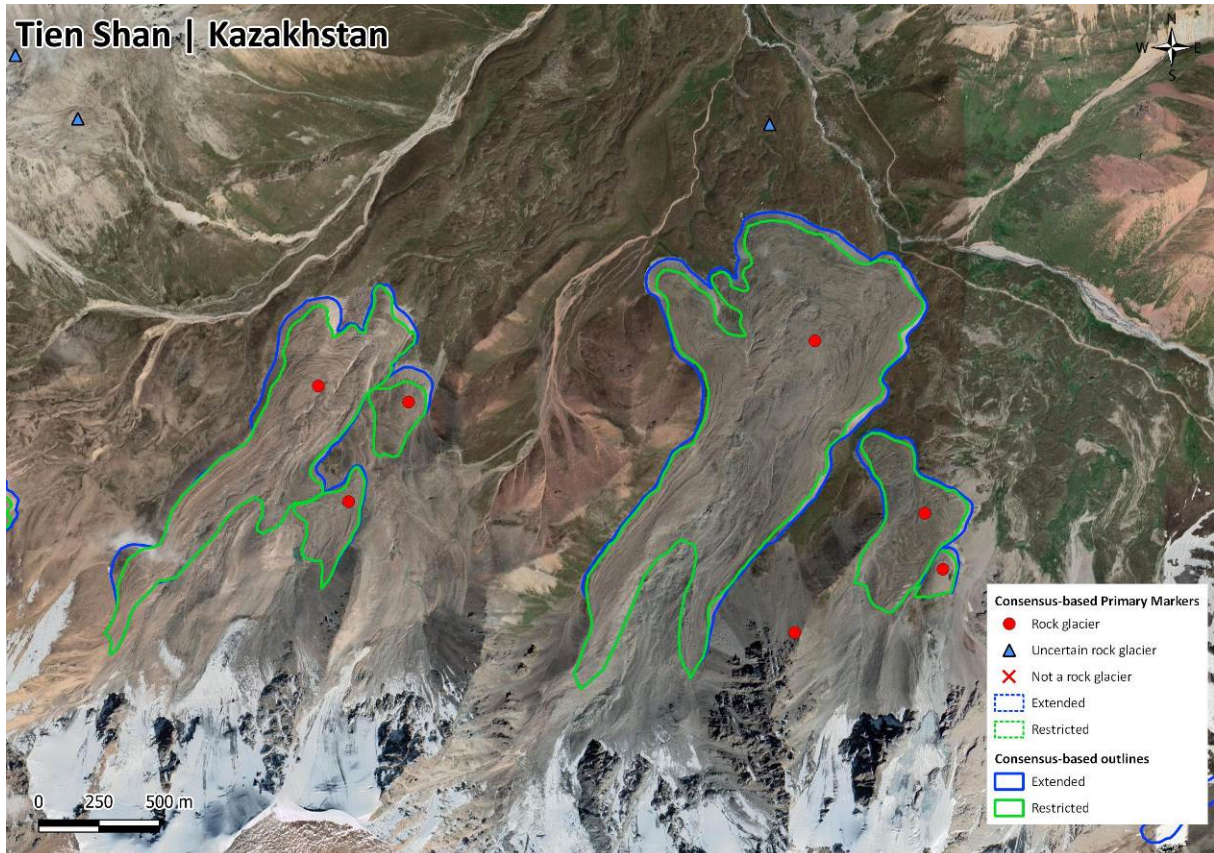 Tien Shan | Kazakhstan
N
W E
S
Consensus-based Primary Markers
Rock glacier
Uncertain rock glacier
Not a rock glacier
Extended
Restricted
Consensus-based outlines
Extended
Restricted
0 250 500 m